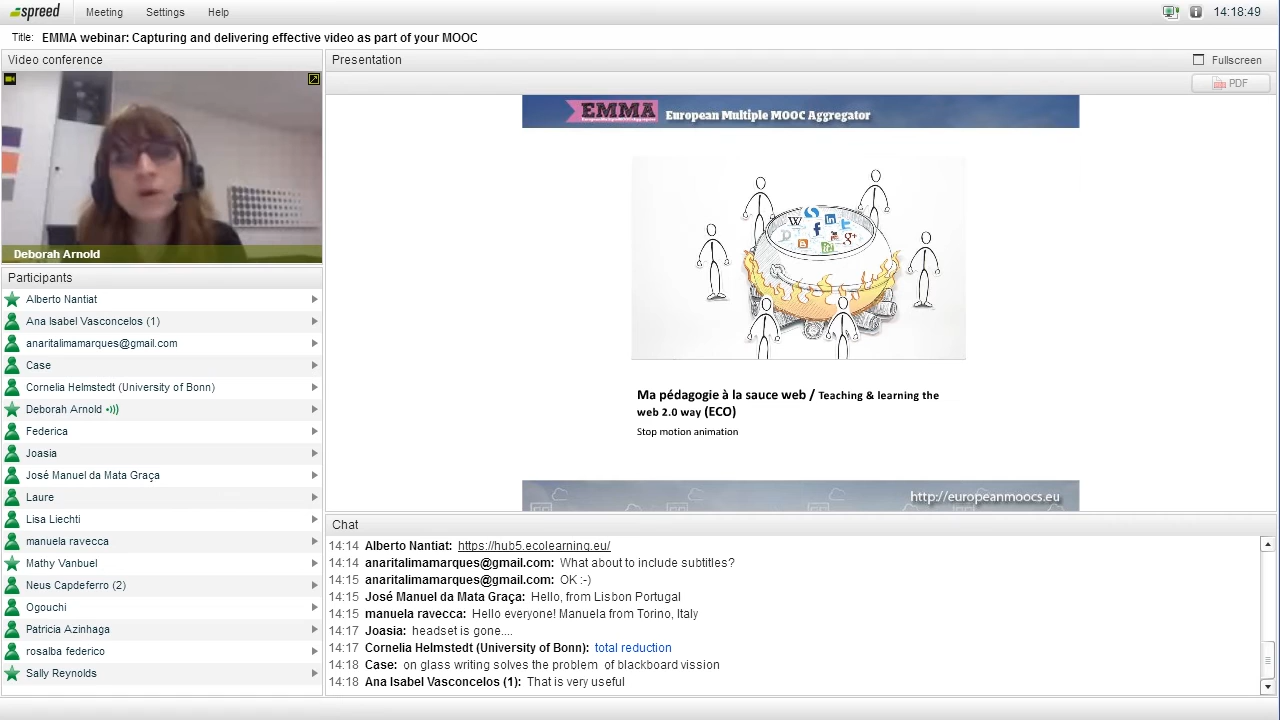 spreed
Meeting
Settings
Help
14:18:49
Title: EMMA webinar: Capturing and delivering effective video as part of your MOOC
Video conference
Deborah Arnold
Participants
Alberto Nantiat
Ana Isabel Vasconcelos (1)
anaritalimamarques@gmail.com
Case
Cornelia Helmstedt (University of Bonn)
Deborah Arnold
Federica
Joasia
José Manuel da Mata Graça
Laure
Lisa Liechti
manuela ravecca
Mathy Vanbuel
Neus Capdeferro (2)
Ogouchi
Patricia Azinhaga
rosalba federico
Sally Reynolds
Presentation
Fullscreen
PDF
EMMA European Multiple MOOC Aggregator
W
in
f
g+
Ma pédagogie à la sauce web / Teaching & learning the
web 2.0 way (ECO)
Stop motion animation
http://europeanmoocs.eu
Chat
14:14 Alberto Nantiat: https://hub5.ecolearning.eu/
14:14 anaritalimamarques@gmail.com: What about to include subtitles?
14:15 anaritalimamarques@gmail.com: OK :-)
14:15 José Manuel da Mata Graça: Hello, from Lisbon Portugal
14:15 manuela ravecca: Hello everyone! Manuela from Torino, Italy
14:17 Joasia: headset is gone....
14:17 Cornelia Helmstedt (University of Bonn): total reduction
14:18 Case: on glass writing solves the problem of blackboard vission
14:18 Ana Isabel Vasconcelos (1): That is very useful